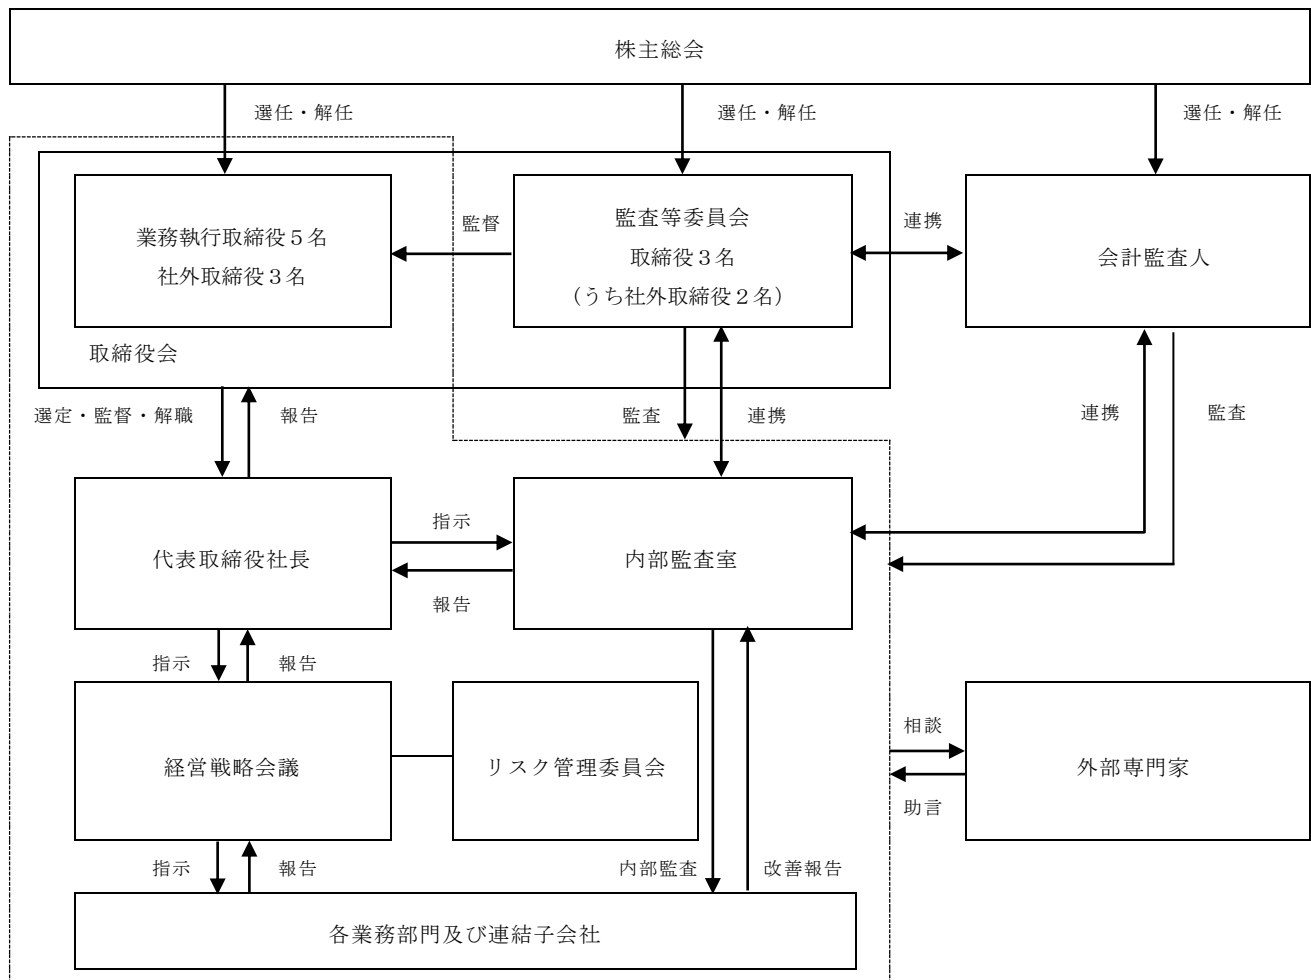 株主総会
選任・解任
選任・解任
選任・解任
業務執行取締役５名
社外取締役３名
監督
監査等委員会
取締役３名
（うち社外取締役２名）
連携
会計監査人
取締役会
選定・監督・解職
報告
監査
連携
連携
監査
代表取締役社長
指示
報告
内部監査室
指示
報告
経営戦略会議
リスク管理委員会
相談
助言
外部専門家
指示
報告
内部監査
改善報告
各業務部門及び連結子会社